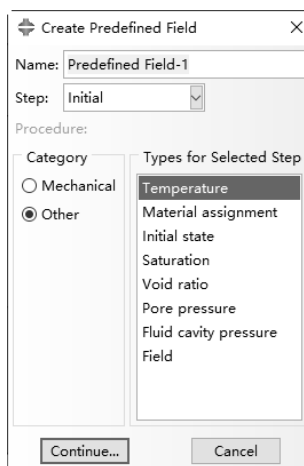 Create Predefined Field
Name: Predefined Field-1
Step: Initial
Procedure:
Category
Mechanical
Other
Types for Selected Step
Temperature
Material assignment
Initial state
Saturation
Void ratio
Pore pressure
Fluid cavity pressure
Field
Continue...
Cancel